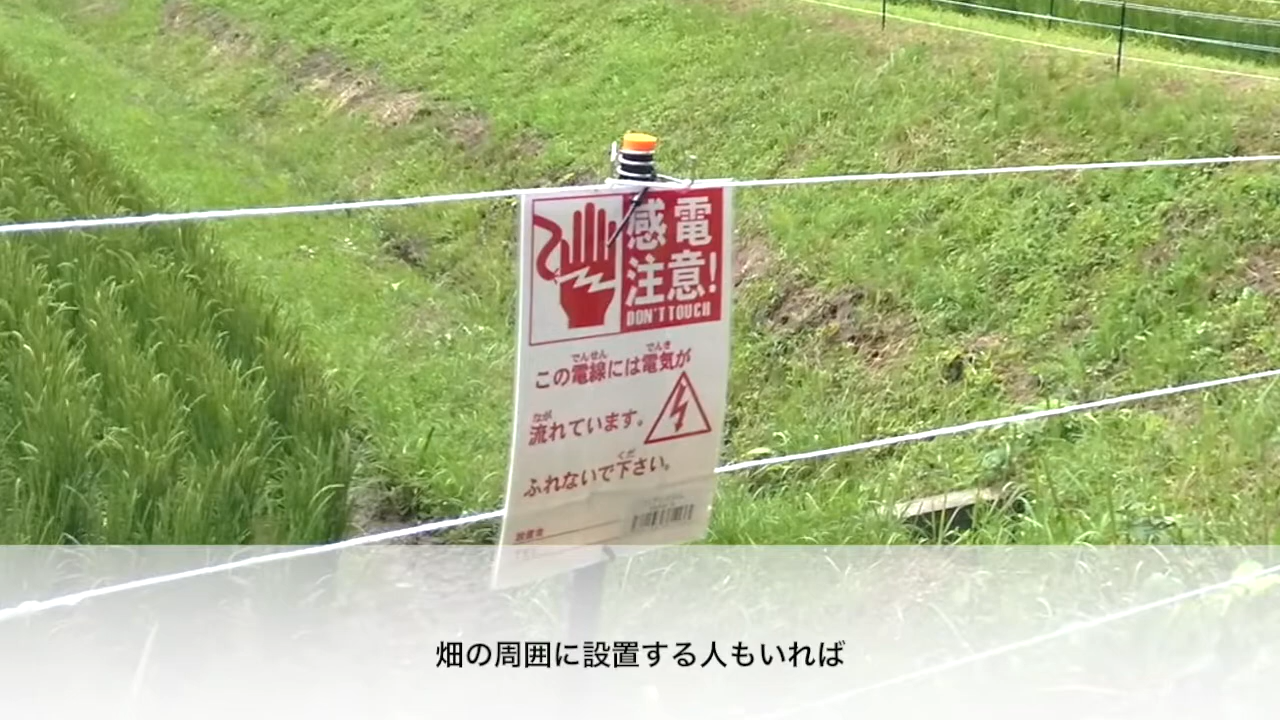 感電
注意!
DON'T TOUCH
でんせん でんき
この電線には電気が
なが
流れています。
くだ
ふれないで下さい。
畑の周囲に設置する人もいれば